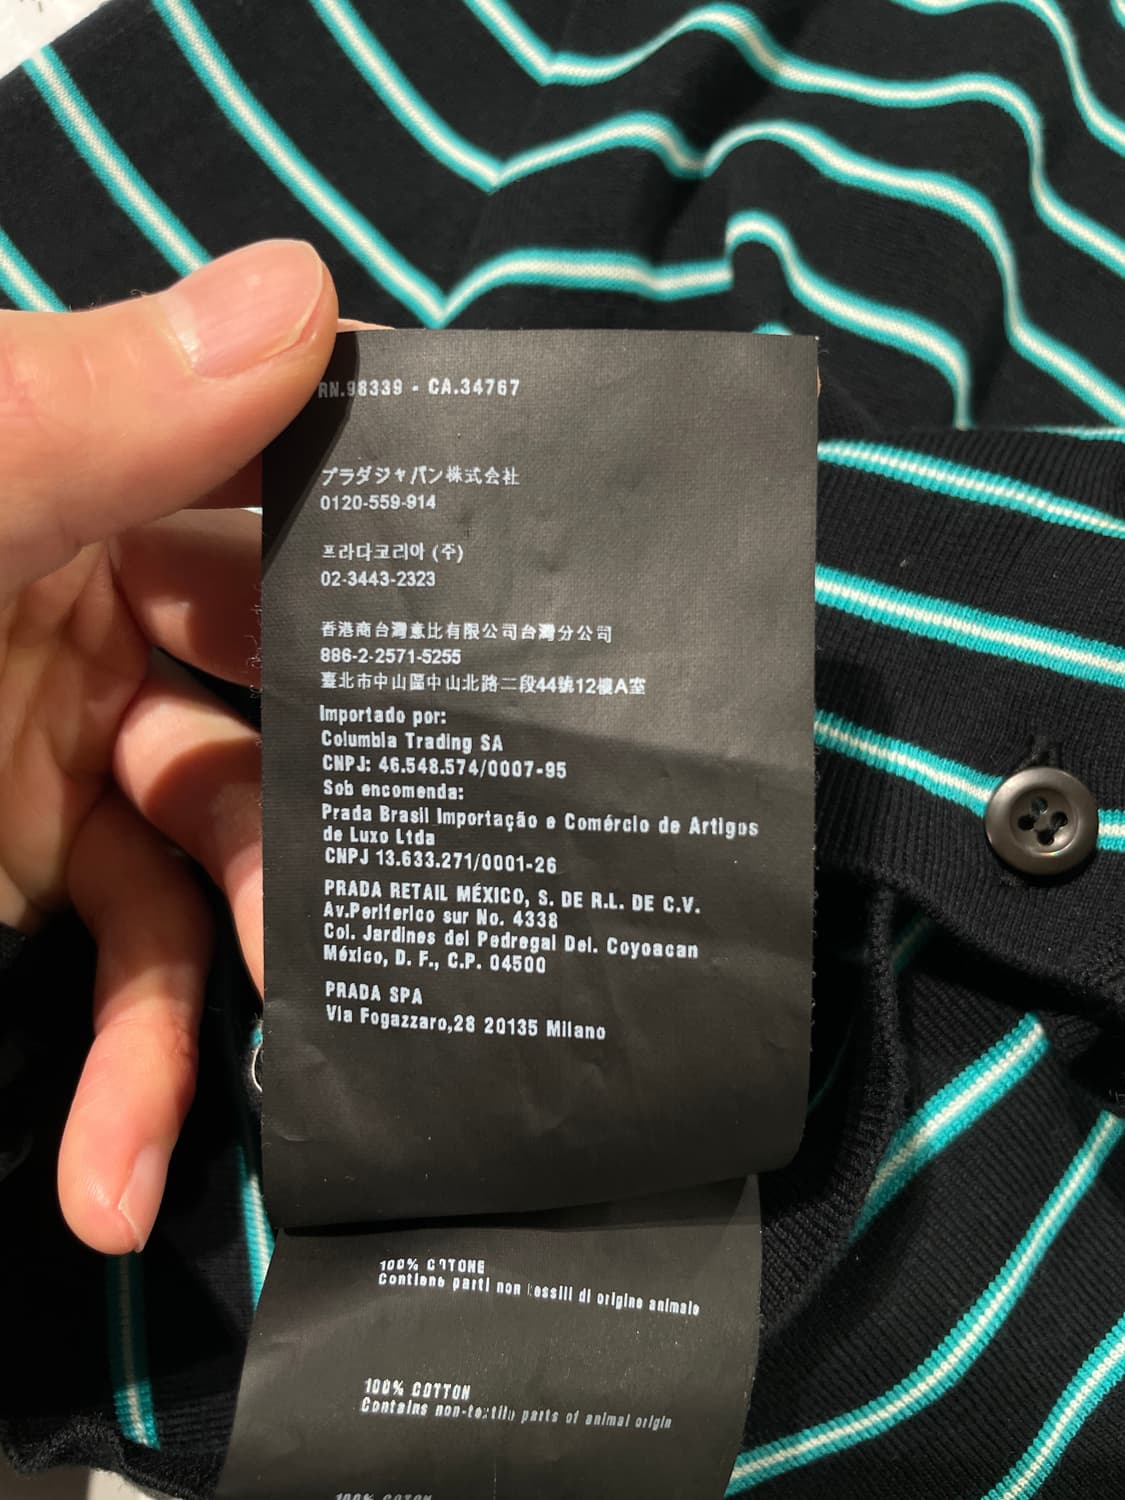 RN.98339 - CA.34767
プラダジャパン株式会社
0120-559-914
프라다코리아 (주)
02-3443-2323
香港商台灣意比有限公司台灣分公司
886-2-2571-5255
臺北市中山區中山北路二段44號12樓A室
Importado por:
Columbia Trading SA
CNPJ: 46.548.574/0007-95
Sob encomenda:
Prada Brasil Importação e Comércio de Artigos
de Luxo Ltda
CNPJ 13.633.271/0001-26
PRADA RETAIL MÉXICO, S. DE R.L. DE C.V.
Av.Periferico sur No. 4338
Col. Jardines del Pedregal Del. Coyoacan
México, D. F., C.P. 04500
PRADA SPA
Via Fogazzaro,28 20135 Milano
100% COTONE
Contiene parti non tessili di origine animale
100% COTTON
Contains non-textile parts of animal origin
100% COTON